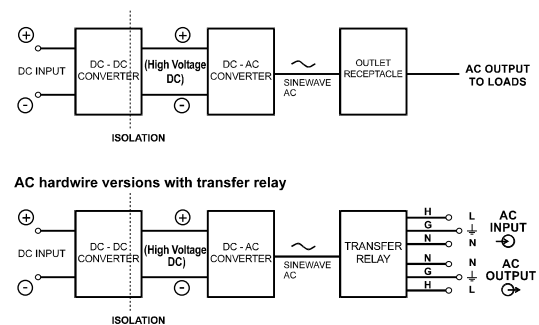 DC INPUT
DC - DC
CONVERTER
(High Voltage
DC)
DC - AC
CONVERTER
SINEWAVE
AC
OUTLET
RECEPTACLE
AC OUTPUT
TO LOADS
ISOLATION
AC hardwire versions with transfer relay
DC INPUT
DC - DC
CONVERTER
(High Voltage
DC)
DC - AC
CONVERTER
SINEWAVE
AC
TRANSFER
RELAY
H L
G
N N
AC
INPUT
N N
G
H L
AC
OUTPUT
ISOLATION